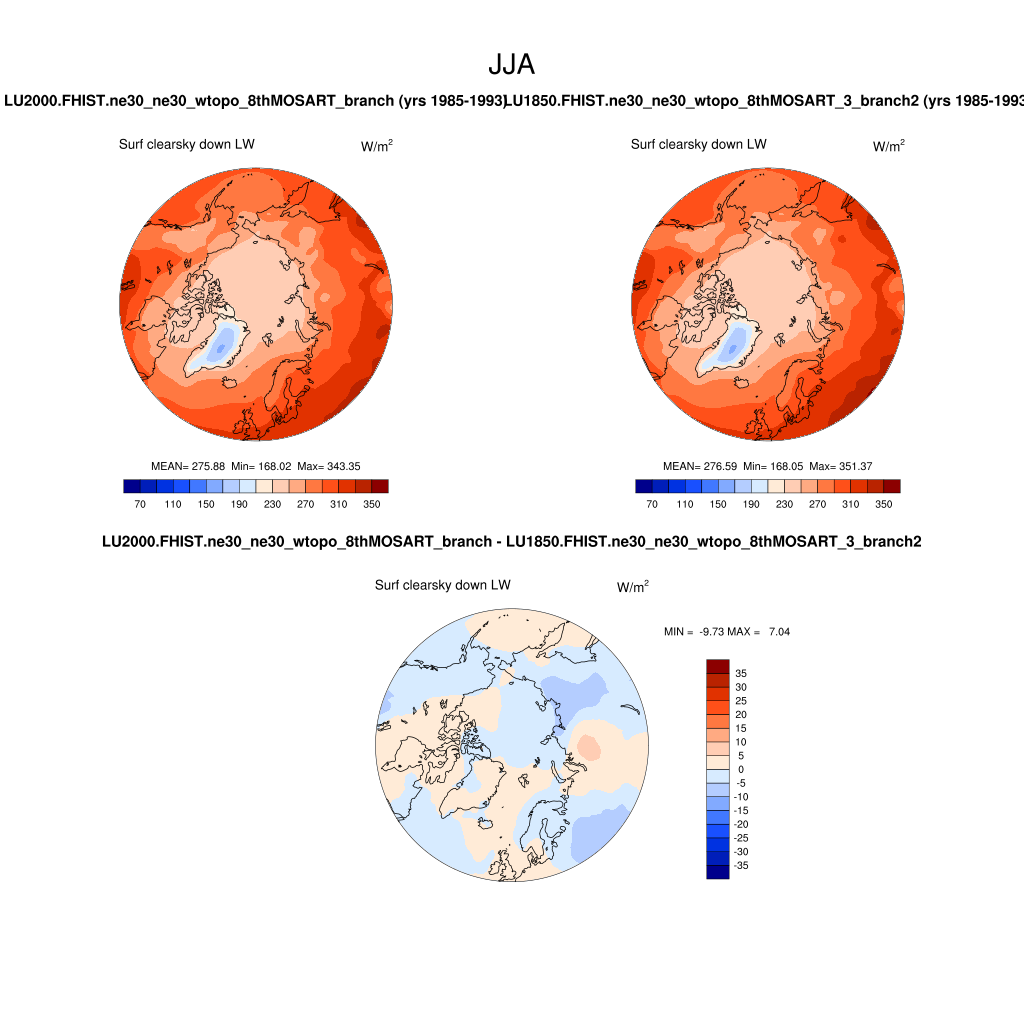 JJA
LU2000.FHIST.ne30_ne30_wtopo_8thMOSART_branch (yrs 1985-1993)
LU1850.FHIST.ne30_ne30_wtopo_8thMOSART_3_branch2 (yrs 1985-1993
Surf clearsky down LW W/m²
Surf clearsky down LW W/m²
MEAN= 275.88 Min= 168.02 Max= 343.35
MEAN= 276.59 Min= 168.05 Max= 351.37
70 110 150 190 230 270 310 350
70 110 150 190 230 270 310 350
LU2000.FHIST.ne30_ne30_wtopo_8thMOSART_branch - LU1850.FHIST.ne30_ne30_wtopo_8thMOSART_3_branch2
Surf clearsky down LW W/m²
MIN = -9.73 MAX = 7.04
35
30
25
20
15
10
5
0
-5
-10
-15
-20
-25
-30
-35